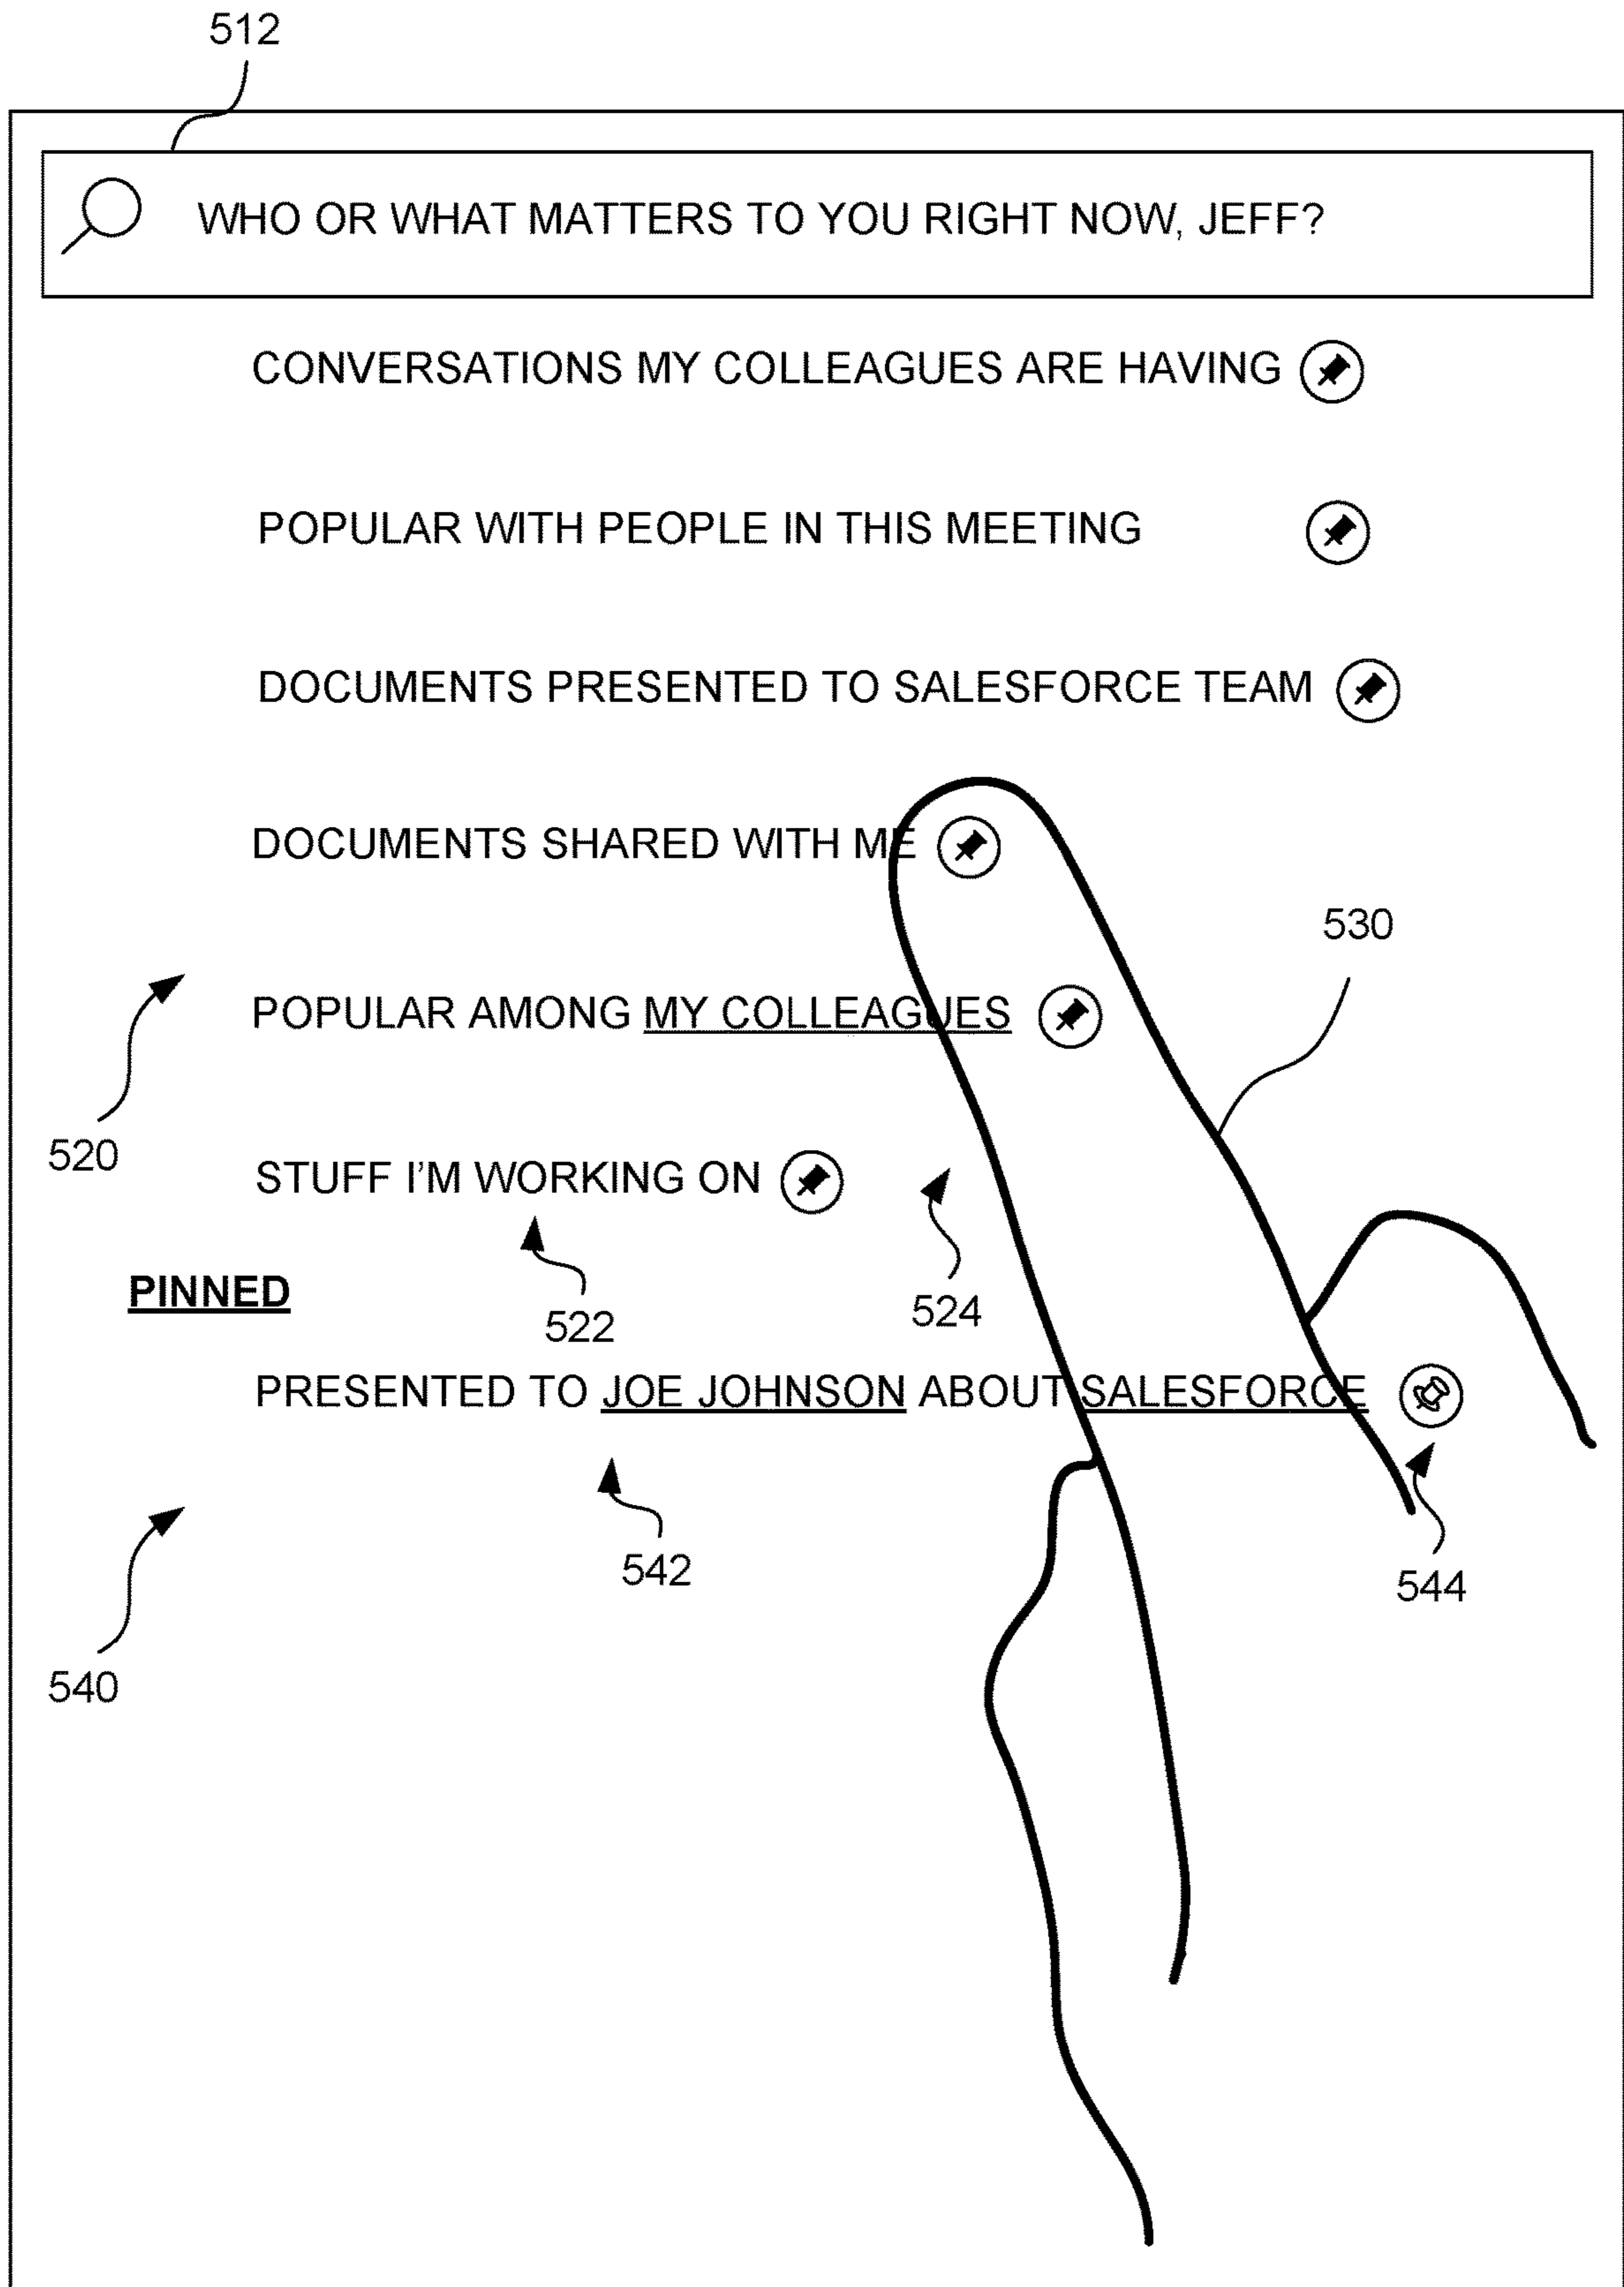 512
WHO OR WHAT MATTERS TO YOU RIGHT NOW, JEFF?
CONVERSATIONS MY COLLEAGUES ARE HAVING
POPULAR WITH PEOPLE IN THIS MEETING
DOCUMENTS PRESENTED TO SALESFORCE TEAM
DOCUMENTS SHARED WITH ME
530
POPULAR AMONG MY COLLEAGUES
520
STUFF I'M WORKING ON
PINNED
522
524
PRESENTED TO JOE JOHNSON ABOUT SALESFORCE
542
544
540